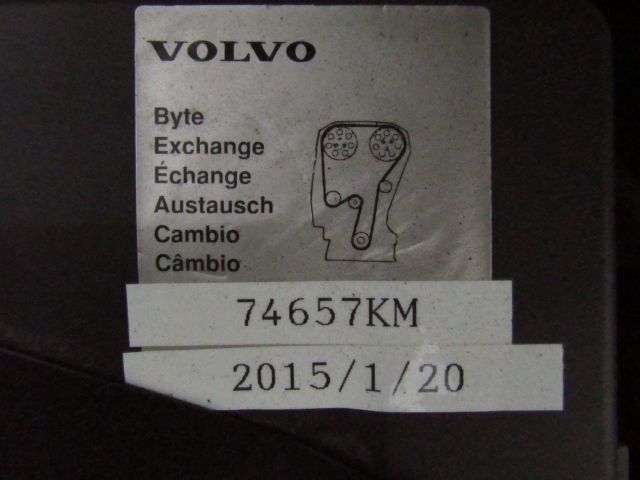 VOLVO
Byte
Exchange
Échange
Austausch
Cambio
Câmbio
74657KM
2015/1/20